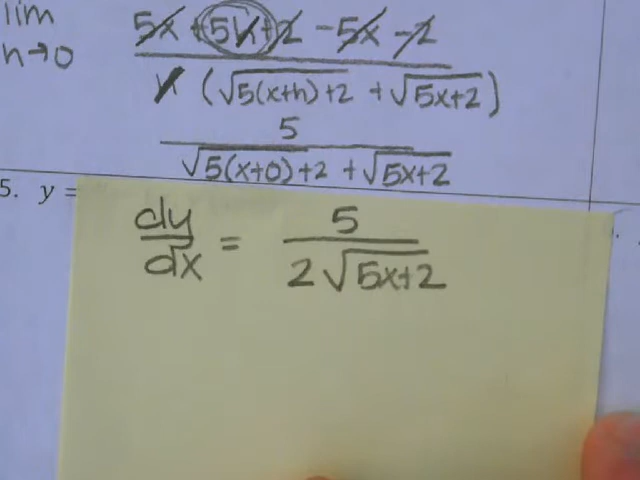 lim h→0 5x + 5h + 2 - 5x - 2 / h (√5(x+h)+2 + √5x+2)
5 / √5(x+0)+2 + √5x+2
5. y =
dy/dx = 5 / 2√5x+2